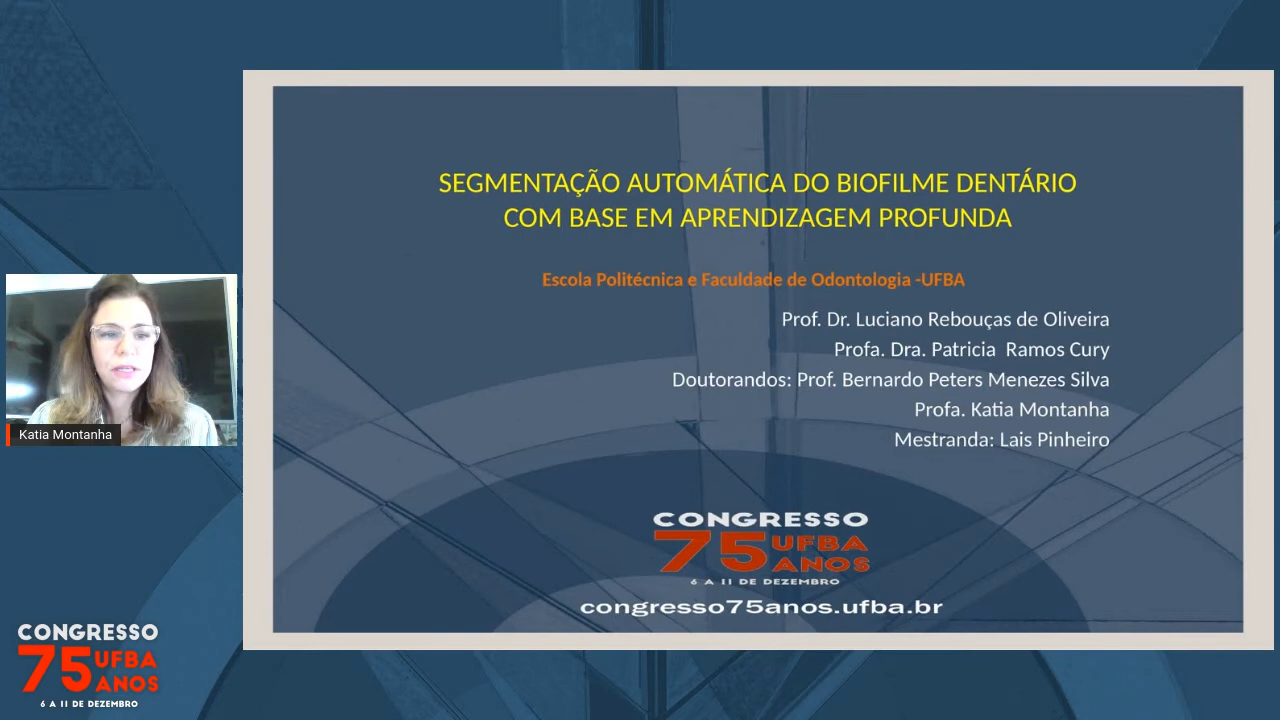 SEGMENTAÇÃO AUTOMÁTICA DO BIOFILME DENTÁRIO
COM BASE EM APRENDIZAGEM PROFUNDA
Escola Politécnica e Faculdade de Odontologia -UFBA
Prof. Dr. Luciano Rebouças de Oliveira
Profa. Dra. Patricia Ramos Cury
Doutorandos: Prof. Bernardo Peters Menezes Silva
Profa. Katia Montanha
Mestranda: Lais Pinheiro
CONGRESSO
75 UFBA
ANOS
6 A 11 DE DEZEMBRO
congresso75anos.ufba.br
Katia Montanha
CONGRESSO
75 UFBA
ANOS
6 A 11 DE DEZEMBRO